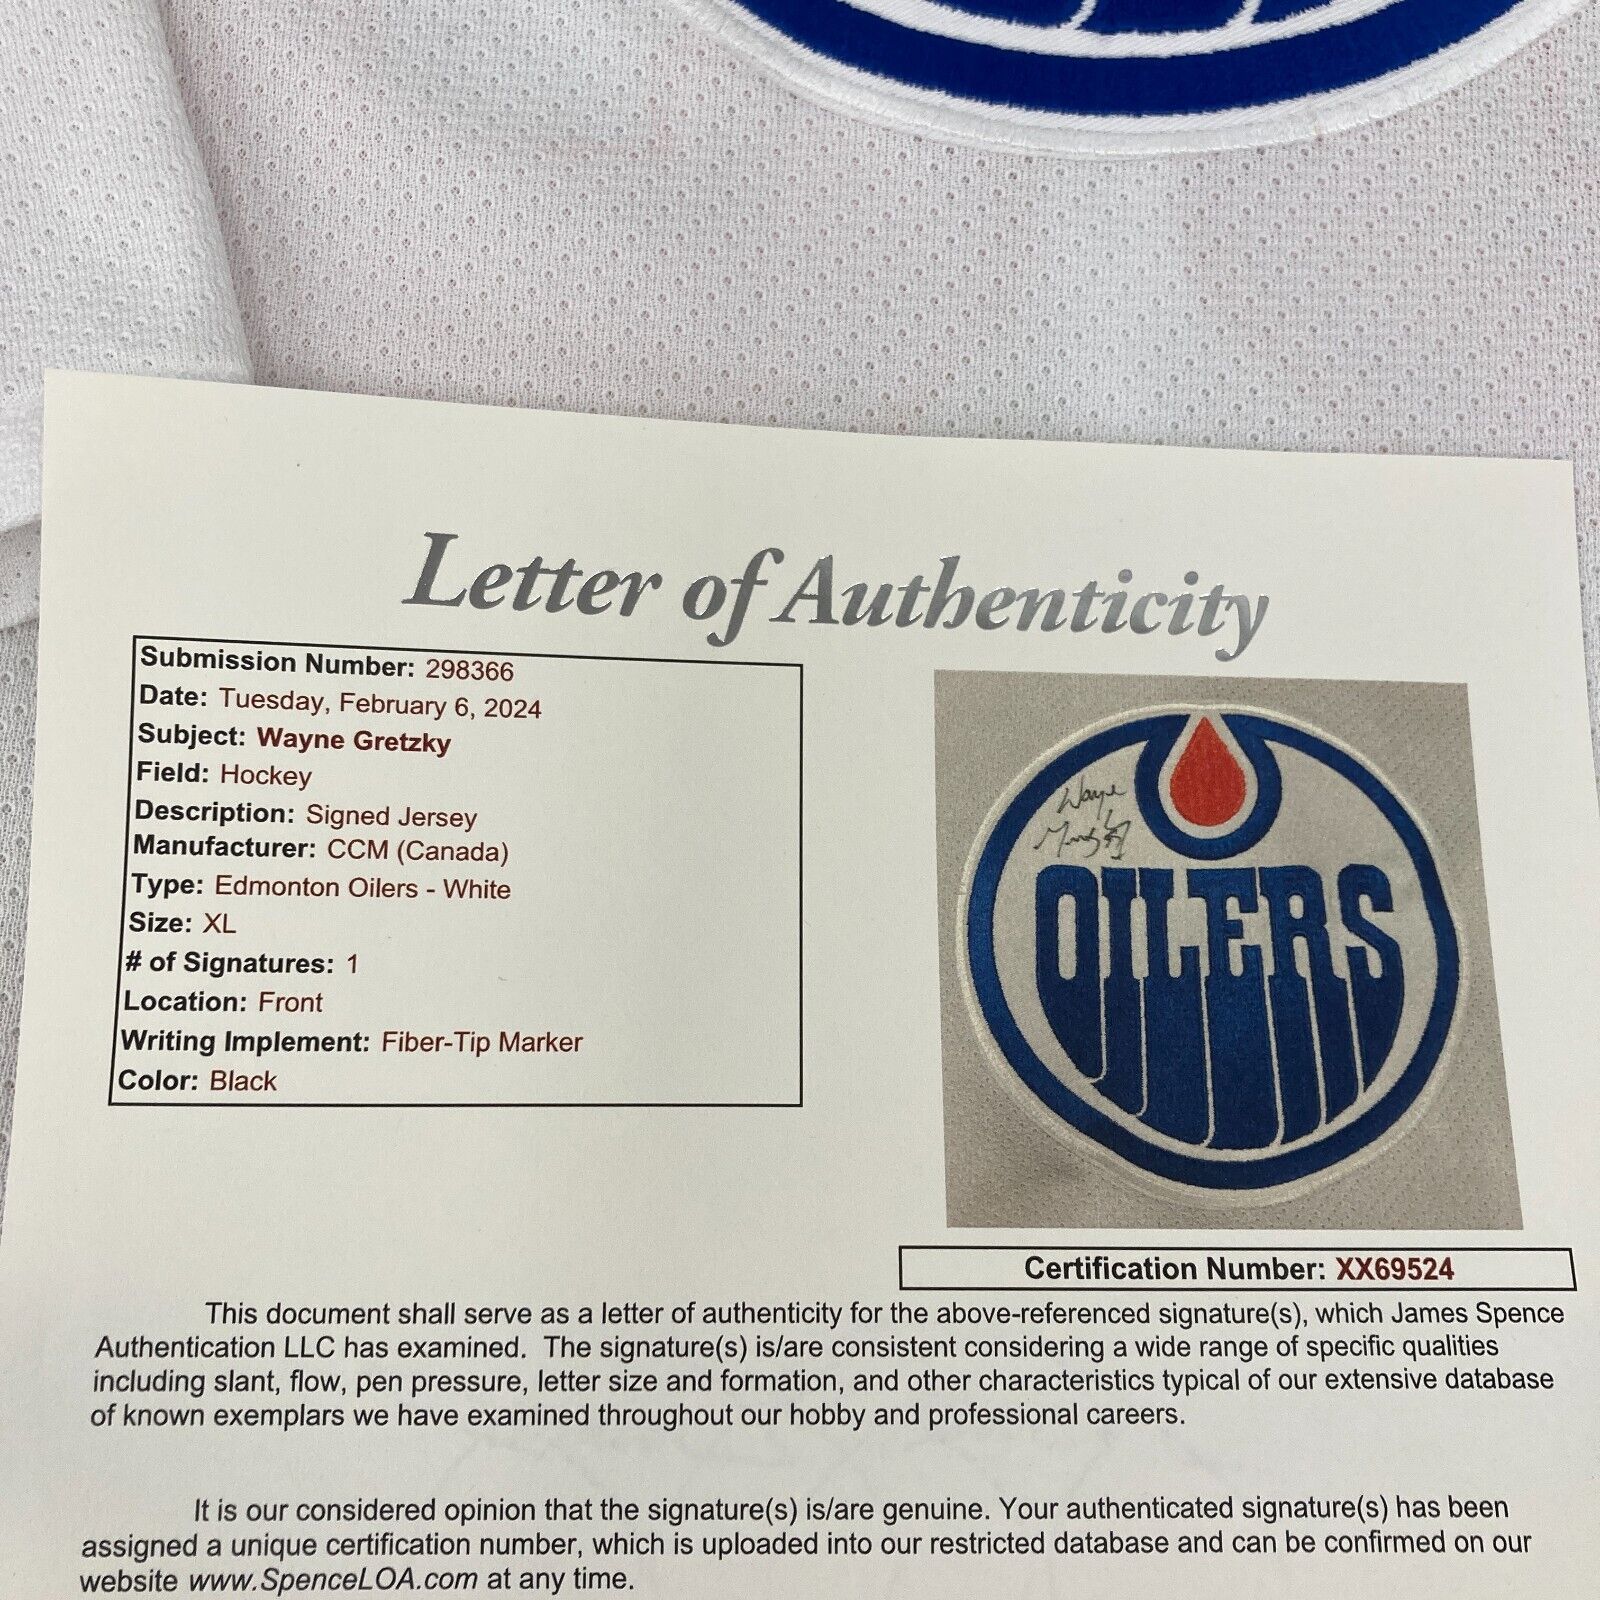 Letter of Authenticity
Submission Number: 298366
Date: Tuesday, February 6, 2024
Subject: Wayne Gretzky
Field: Hockey
Description: Signed Jersey
Manufacturer: CCM (Canada)
Type: Edmonton Oilers - White
Size: XL
# of Signatures: 1
Location: Front
Writing Implement: Fiber-Tip Marker
Color: Black
Wayne
Gretzky
OILERS
Certification Number: XX69524
This document shall serve as a letter of authenticity for the above-referenced signature(s), which James Spence
Authentication LLC has examined. The signature(s) is/are consistent considering a wide range of specific qualities
including slant, flow, pen pressure, letter size and formation, and other characteristics typical of our extensive database
of known exemplars we have examined throughout our hobby and professional careers.
It is our considered opinion that the signature(s) is/are genuine. Your authenticated signature(s) has been
assigned a unique certification number, which is uploaded into our restricted database and can be confirmed on our
website www.SpenceLOA.com at any time.